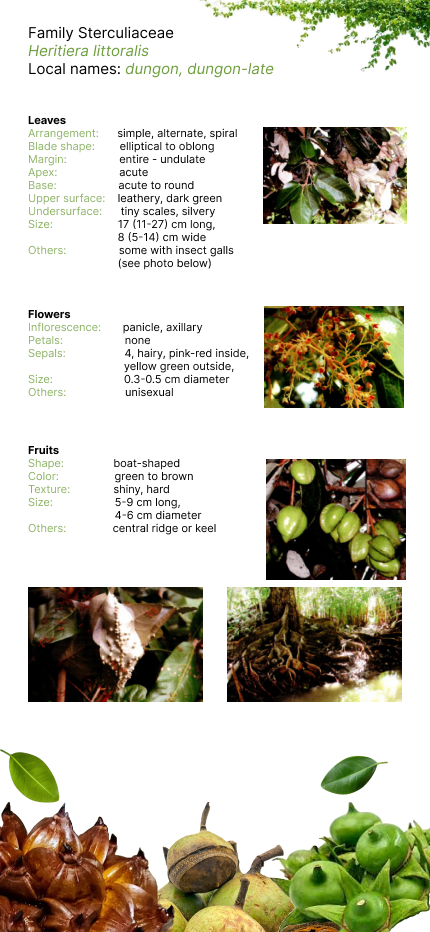 Family Sterculiaceae
Heritiera littoralis
Local names: dungon, dungon-late
Leaves
Arrangement: simple, alternate, spiral
Blade shape: elliptical to oblong
Margin: entire - undulate
Apex: acute
Base: acute to round
Upper surface: leathery, dark green
Undersurface: tiny scales, silvery
Size: 17 (11-27) cm long,
8 (5-14) cm wide
Others: some with insect galls
(see photo below)
Flowers
Inflorescence: panicle, axillary
Petals: none
Sepals: 4, hairy, pink-red inside,
yellow green outside,
Size: 0.3-0.5 cm diameter
Others: unisexual
Fruits
Shape: boat-shaped
Color: green to brown
Texture: shiny, hard
Size: 5-9 cm long,
4-6 cm diameter
Others: central ridge or keel